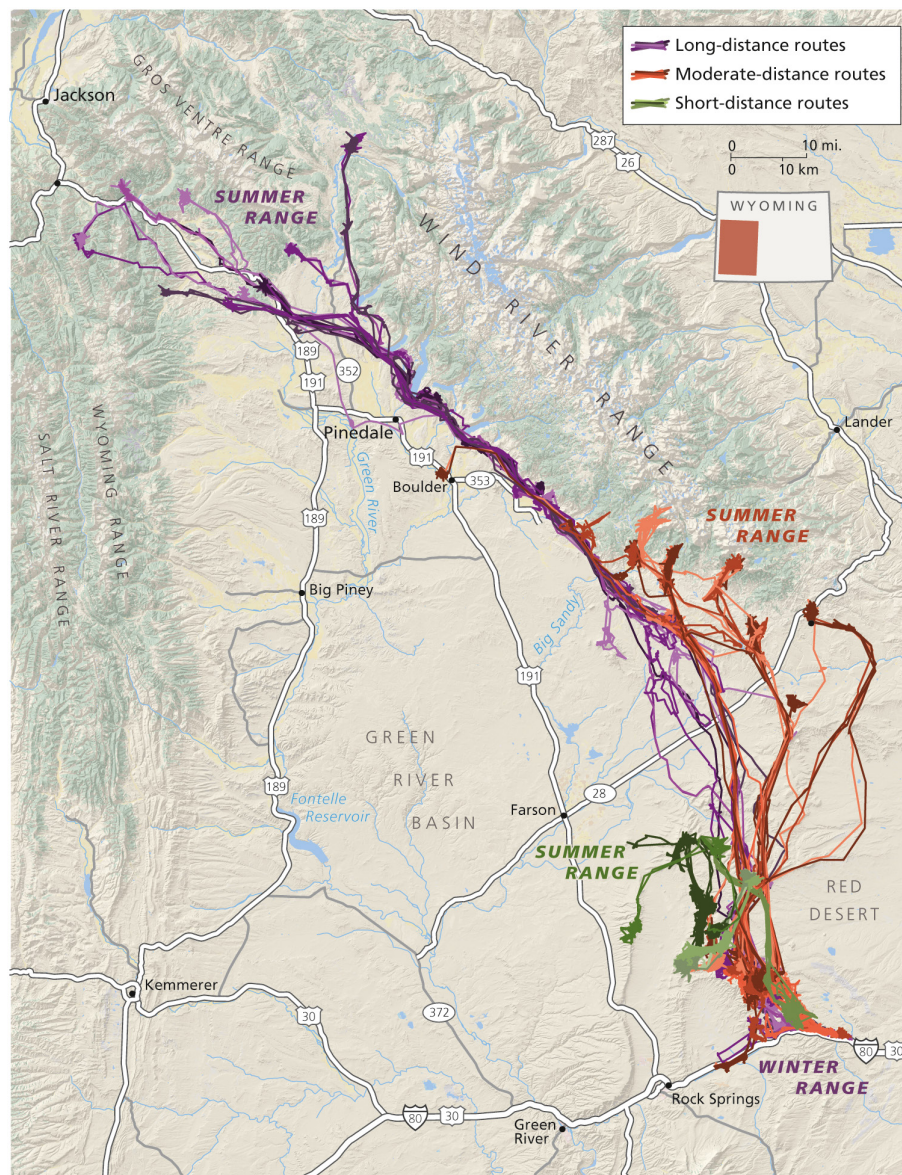 Long-distance routes
Moderate-distance routes
Short-distance routes
0 10 mi.
0 10 km
WYOMING
Jackson
GROS VENTRE RANGE
287
26
SUMMER
RANGE
WIND RIVER RANGE
189
191
352
WYOMING RANGE
SALT RIVER RANGE
Pinedale
Lander
191
Boulder
353
Green River
189
SUMMER
RANGE
Big Piney
Big Sandy
191
GREEN
RIVER
BASIN
189
Fontelle
Reservoir
28
Farson
SUMMER
RANGE
RED
DESERT
Kemmerer
30
372
80
30
WINTER
RANGE
Rock Springs
80
30
Green
River